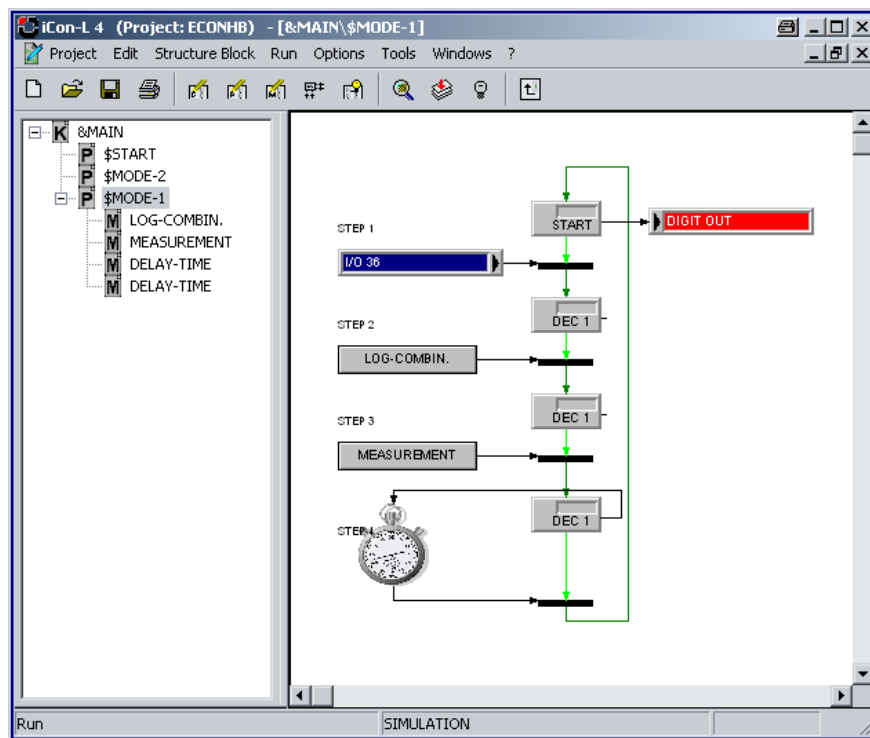 iCon-L 4 (Project: ECONHB) - [&MAIN\$MODE-1]
Project Edit Structure Block Run Options Tools Windows ?
K &MAIN
P $START
P $MODE-2
P $MODE-1
M LOG-COMBIN.
M MEASUREMENT
M DELAY-TIME
M DELAY-TIME
START
DIGIT OUT
STEP 1
I/O 36
DEC 1
STEP 2
LOG-COMBIN.
DEC 1
STEP 3
MEASUREMENT
DEC 1
STEP 4
Run SIMULATION